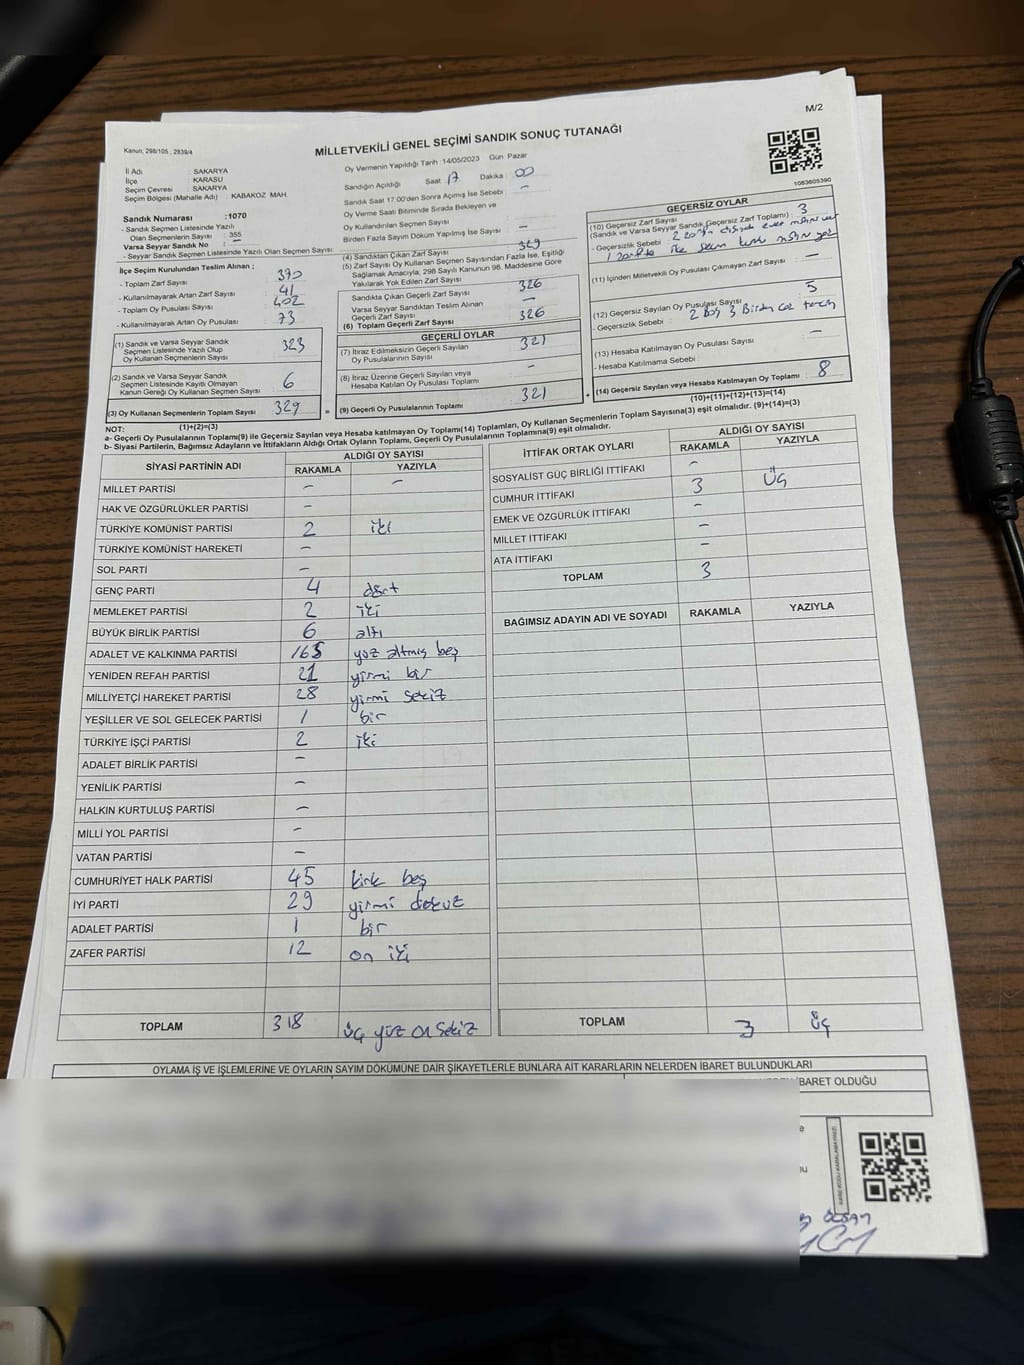 M/2
Kanun, 298/105 , 2839/4
MİLLETVEKİLİ GENEL SEÇİMİ SANDIK SONUÇ TUTANAĞI
İl Adı SAKARYA
İlçe KARASU
Seçim Çevresi SAKARYA
Seçim Bölgesi (Mahalle Adı) : KABAKOZ MAH.
Sandık Numarası :1070
- Sandık Seçmen Listesinde Yazılı
Olan Seçmenlerin Sayısı 355
Varsa Seyyar Sandık No –
- Seyyar Sandık Seçmen Listesinde Yazılı Olan Seçmen Sayısı
İlçe Seçim Kurulundan Teslim Alınan ;
- Toplam Zarf Sayısı 370
- Kullanılmayarak Artan Zarf Sayısı 41
- Toplam Oy Pusulası Sayısı 402
- Kullanılmayarak Artan Oy Pusulası 73
(1) Sandık ve Varsa Seyyar Sandık
Seçmen Listesinde Yazılı Olup
Oy Kullanan Seçmenlerin Sayısı 323
(2) Sandık ve Varsa Seyyar Sandık
Seçmen Listesinde Kayıtlı Olmayan
Kanun Gereği Oy Kullanan Seçmen Sayısı 6
(3) Oy Kullanan Seçmenlerin Toplam Sayısı 329
(1)+(2)=(3)
Oy Vermenin Yapıldığı Tarih :14/05/2023 Gün Pazar
Sandığın Açıldığı Saat 17 Dakika 00
Sandık Saat 17:00'den Sonra Açılmış İse Sebebi –
Oy Verme Saati Bitiminde Sırada Bekleyen ve
Oy Kullandırılan Seçmen Sayısı –
Birden Fazla Sayım Döküm Yapılmış İse Sayısı –
(4) Sandıktan Çıkan Zarf Sayısı 329
(5) Zarf Sayısı Oy Kullanan Seçmen Sayısından Fazla İse, Eşitliği
Sağlamak Amacıyla, 298 Sayılı Kanunun 98. Maddesine Göre
Yakılarak Yok Edilen Zarf Sayısı
Sandıkta Çıkan Geçerli Zarf Sayısı 326
Varsa Seyyar Sandıktan Teslim Alınan
Geçerli Zarf Sayısı –
(6) Toplam Geçerli Zarf Sayısı 326
GEÇERLİ OYLAR
(7) İtiraz Edilmeksizin Geçerli Sayılan
Oy Pusulalarının Sayısı 321
(8) İtiraz Üzerine Geçerli Sayılan veya
Hesaba Katılan Oy Pusulası Toplamı –
(9) Geçerli Oy Pusulalarının Toplamı 321
1083605390
GEÇERSİZ OYLAR
(10) Geçersiz Zarf Sayısı
(Sandık ve Varsa Seyyar Sandık Geçersiz Zarf Toplamı) : 3
- Geçersizlik Sebebi : 2
1
(11) İçinden Milletvekili Oy Pusulası Çıkmayan Zarf Sayısı –
(12) Geçersiz Sayılan Oy Pusulası Sayısı 5
- Geçersizlik Sebebi : 2 Boş 3
(13) Hesaba Katılmayan Oy Pusulası Sayısı –
- Hesaba Katılmama Sebebi
(14) Geçersiz Sayılan veya Hesaba Katılmayan Oy Toplamı 8
(10)+(11)+(12)+(13)=(14)
NOT:
a- Geçerli Oy Pusulalarının Toplamı(9) ile Geçersiz Sayılan veya Hesaba katılmayan Oy Toplamı(14) Toplamları, Oy Kullanan Seçmenlerin Toplam Sayısına(3) eşit olmalıdır. (9)+(14)=(3)
b- Siyasi Partilerin, Bağımsız Adayların ve İttifakların Aldığı Ortak Oyların Toplamı, Geçerli Oy Pusulalarının Toplamına(9) eşit olmalıdır.
SİYASİ PARTİNİN ADI ALDIĞI OY SAYISI
RAKAMLA YAZIYLA
MİLLET PARTİSİ – –
HAK VE ÖZGÜRLÜKLER PARTİSİ –
TÜRKİYE KOMÜNİST PARTİSİ 2 iki
TÜRKİYE KOMÜNİST HAREKETİ –
SOL PARTİ –
GENÇ PARTİ 4 dört
MEMLEKET PARTİSİ 2 iki
BÜYÜK BİRLİK PARTİSİ 6 altı
ADALET VE KALKINMA PARTİSİ 165 yüz altmış beş
YENİDEN REFAH PARTİSİ 21 yirmi bir
MİLLİYETÇİ HAREKET PARTİSİ 28 yirmi sekiz
YEŞİLLER VE SOL GELECEK PARTİSİ 1 bir
TÜRKİYE İŞÇİ PARTİSİ 2 iki
ADALET BİRLİK PARTİSİ –
YENİLİK PARTİSİ –
HALKIN KURTULUŞ PARTİSİ –
MİLLİ YOL PARTİSİ –
VATAN PARTİSİ –
CUMHURİYET HALK PARTİSİ 45 kırk beş
İYİ PARTİ 29 yirmi dokuz
ADALET PARTİSİ 1 bir
ZAFER PARTİSİ 12 on iki
TOPLAM 318 üç yüz on sekiz
İTTİFAK ORTAK OYLARI ALDIĞI OY SAYISI
RAKAMLA YAZIYLA
SOSYALİST GÜÇ BİRLİĞİ İTTİFAKI –
CUMHUR İTTİFAKI 3 üç
EMEK VE ÖZGÜRLÜK İTTİFAKI –
MİLLET İTTİFAKI –
ATA İTTİFAKI –
TOPLAM 3
BAĞIMSIZ ADAYIN ADI VE SOYADI RAKAMLA YAZIYLA
TOPLAM 3 üç
OYLAMA İŞ VE İŞLEMLERİNE VE OYLARIN SAYIM DÖKÜMÜNE DAİR ŞİKAYETLERLE BUNLARA AİT KARARLARIN NELERDEN İBARET BULUNDUKLARI
İBARET OLDUĞU